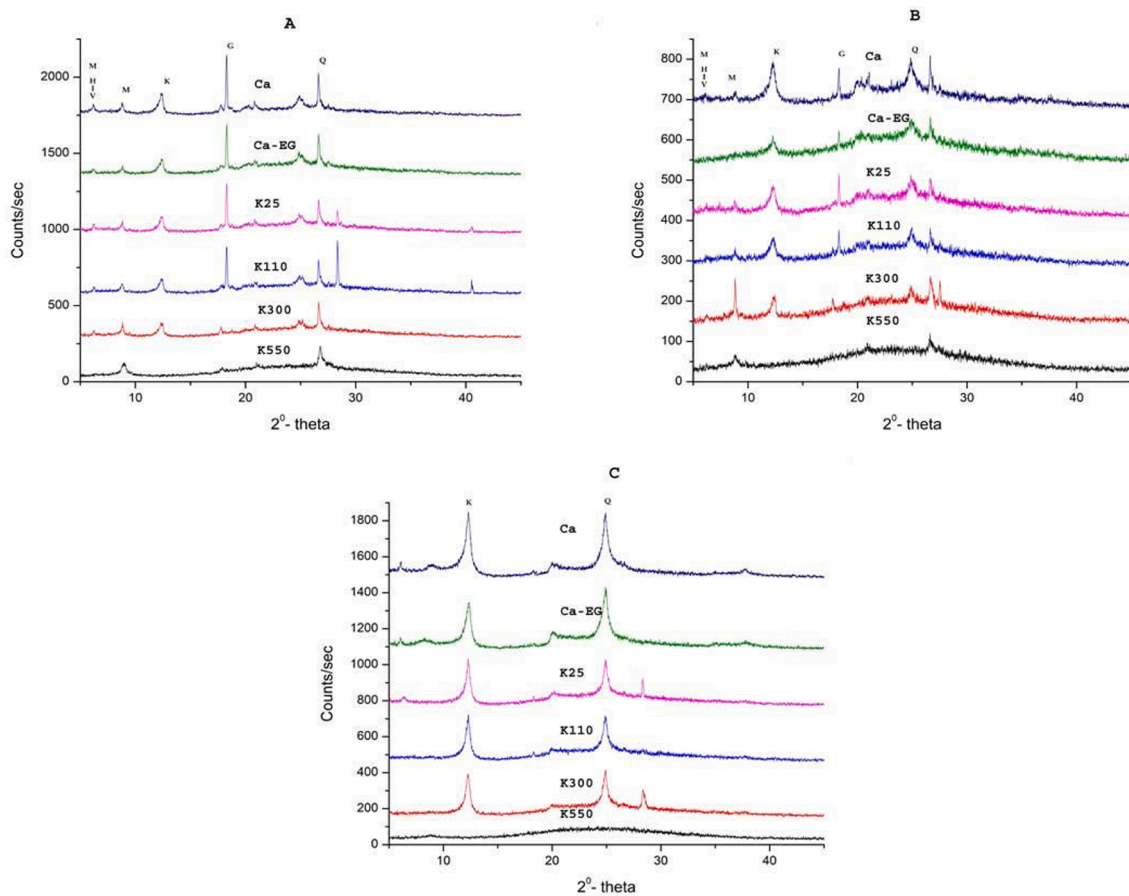 A
M
H
I
V
M
K
G
Q
Ca
Ca-EG
K25
K110
K300
K550
2000
1500
1000
500
0
10
20
30
40
Counts/sec
2⁰- theta
B
M
H
I
V
M
K
G
Q
Ca
Ca-EG
K25
K110
K300
K550
800
700
600
500
400
300
200
100
0
10
20
30
40
Counts/sec
2⁰- theta
C
K
Q
Ca
Ca-EG
K25
K110
K300
K550
1800
1600
1400
1200
1000
800
600
400
200
0
10
20
30
40
Counts/sec
2⁰- theta